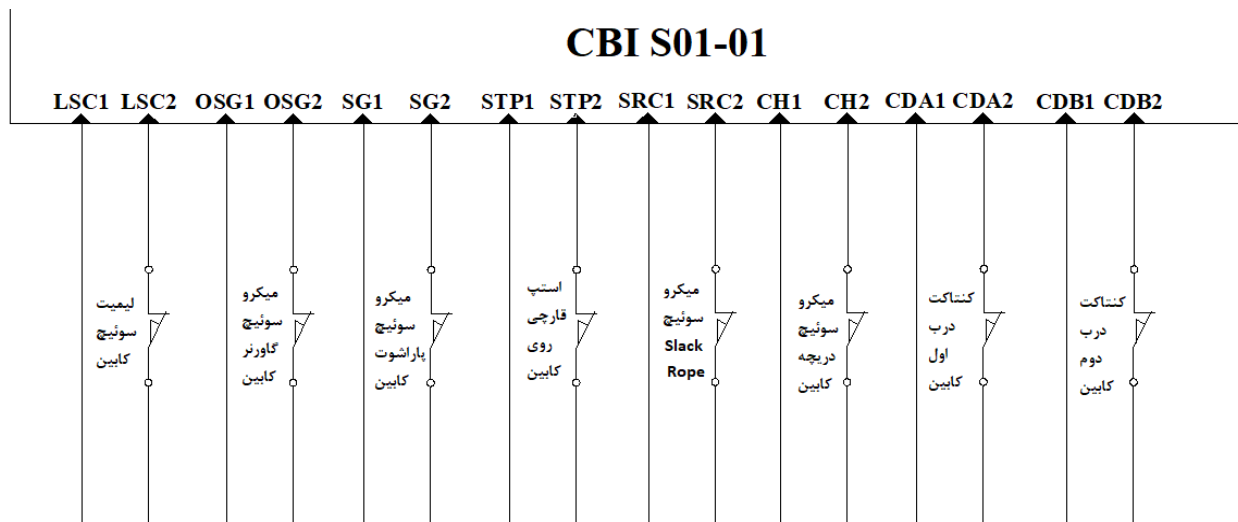 CBI S01-01
LSC1 LSC2 OSG1 OSG2 SG1 SG2 STP1 STP2 SRC1 SRC2 CH1 CH2 CDA1 CDA2 CDB1 CDB2
لیمیت
سوئیچ
کابین
میکرو
سوئیچ
گاورنر
کابین
میکرو
سوئیچ
پاراشوت
کابین
استپ
قارچی
روی
کابین
میکرو
سوئیچ
Slack
Rope
میکرو
سوئیچ
دریچه
کابین
کنتاکت
درب
اول
کابین
کنتاکت
درب
دوم
کابین